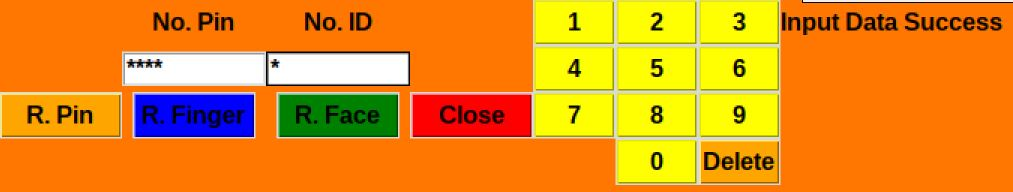 No. Pin No. ID 1 2 3 Input Data Success
**** * 4 5 6
R. Pin R. Finger R. Face Close 7 8 9
0 Delete